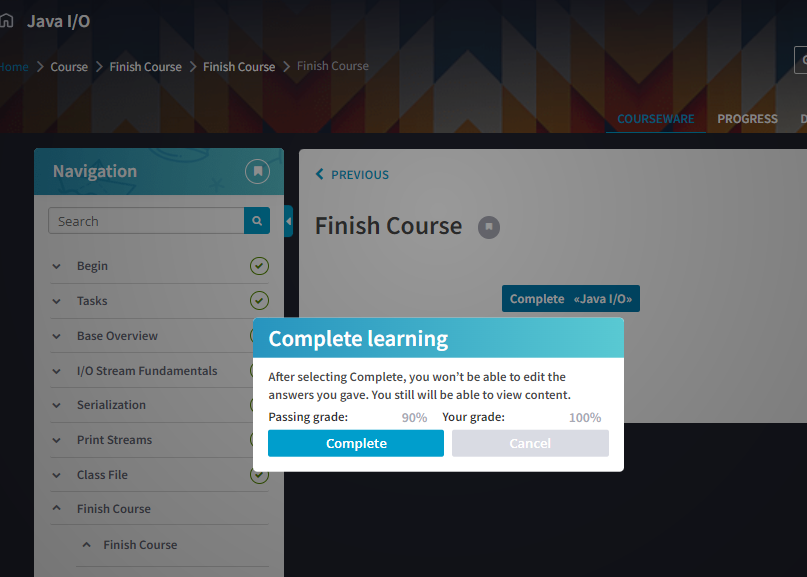 Java I/O
Home > Course > Finish Course > Finish Course > Finish Course
COURSEWARE PROGRESS
Navigation
Search
Begin
Tasks
Base Overview
I/O Stream Fundamentals
Serialization
Print Streams
Class File
Finish Course
Finish Course
PREVIOUS
Finish Course
Complete «Java I/O»
Complete learning
After selecting Complete, you won't be able to edit the
answers you gave. You still will be able to view content.
Passing grade: 90% Your grade: 100%
Complete Cancel